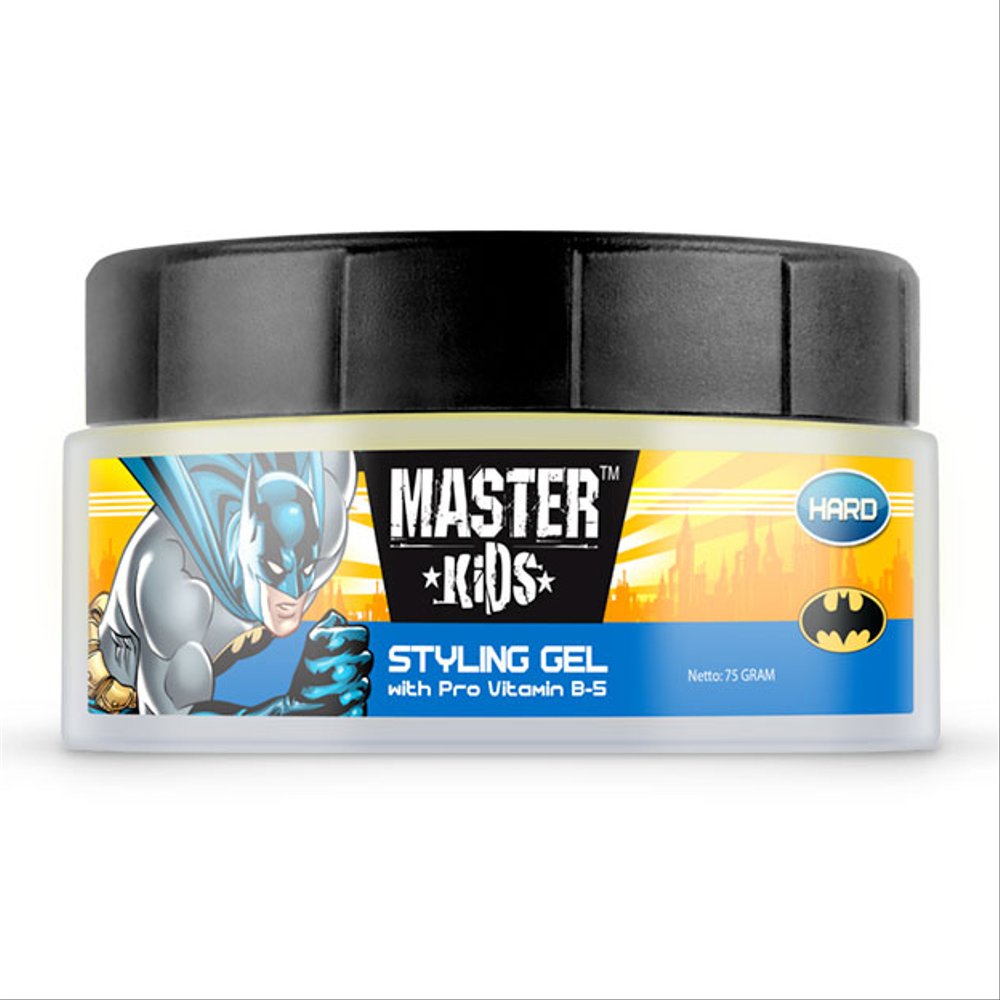 MASTER™
KiDS
STYLING GEL
with Pro Vitamin B-5
HARD
Netto: 75 GRAM